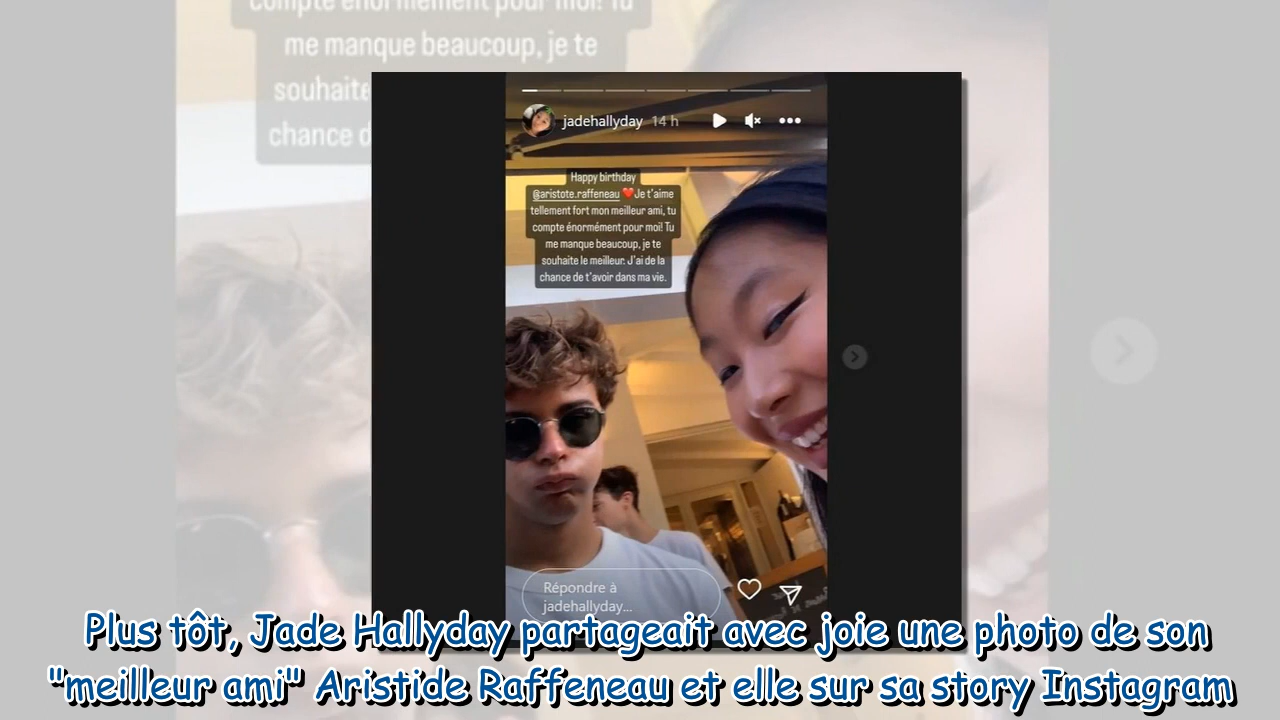 compte énormément pour moi! Tu
me manque beaucoup, je te
souhaite
chance d
jadehallyday 14 h
Happy birthday
@aristote.raffeneau ❤️Je t'aime
tellement fort mon meilleur ami, tu
compte énormément pour moi! Tu
me manque beaucoup, je te
souhaite le meilleur. J'ai de la
chance de t'avoir dans ma vie.
Répondre à
jadehallyday...
Plus tôt, Jade Hallyday partageait avec joie une photo de son
"meilleur ami" Aristide Raffeneau et elle sur sa story Instagram